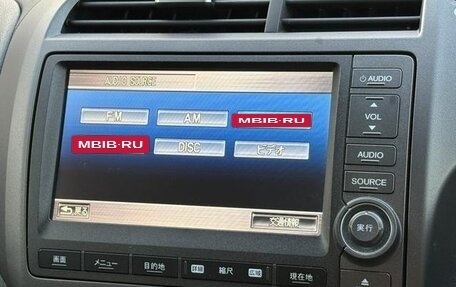 AUDIO SOURCE
FM
AM
MBIB·RU
MBIB·RU
DISC
ビデオ
戻る
交通情報
AUDIO
VOL
AUDIO
SOURCE
実行
画面
メニュー
目的地
詳細
縮尺
広域
現在地